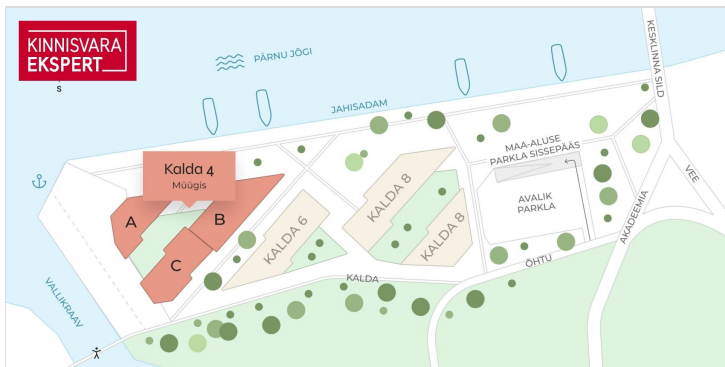 KINNISVARA
EKSPERT
S
PÄRNU JÕGI
JAHISADAM
KESKLINNA SILD
Kalda 4
Müügis
MAA-ALUSE
PARKLA SISSEPÄÄS
AVALIK
PARKLA
VEE
AKADEEMIA
A
B
C
KALDA 6
KALDA 8
KALDA 8
KALDA
ÕHTU
VALLIKRAAV